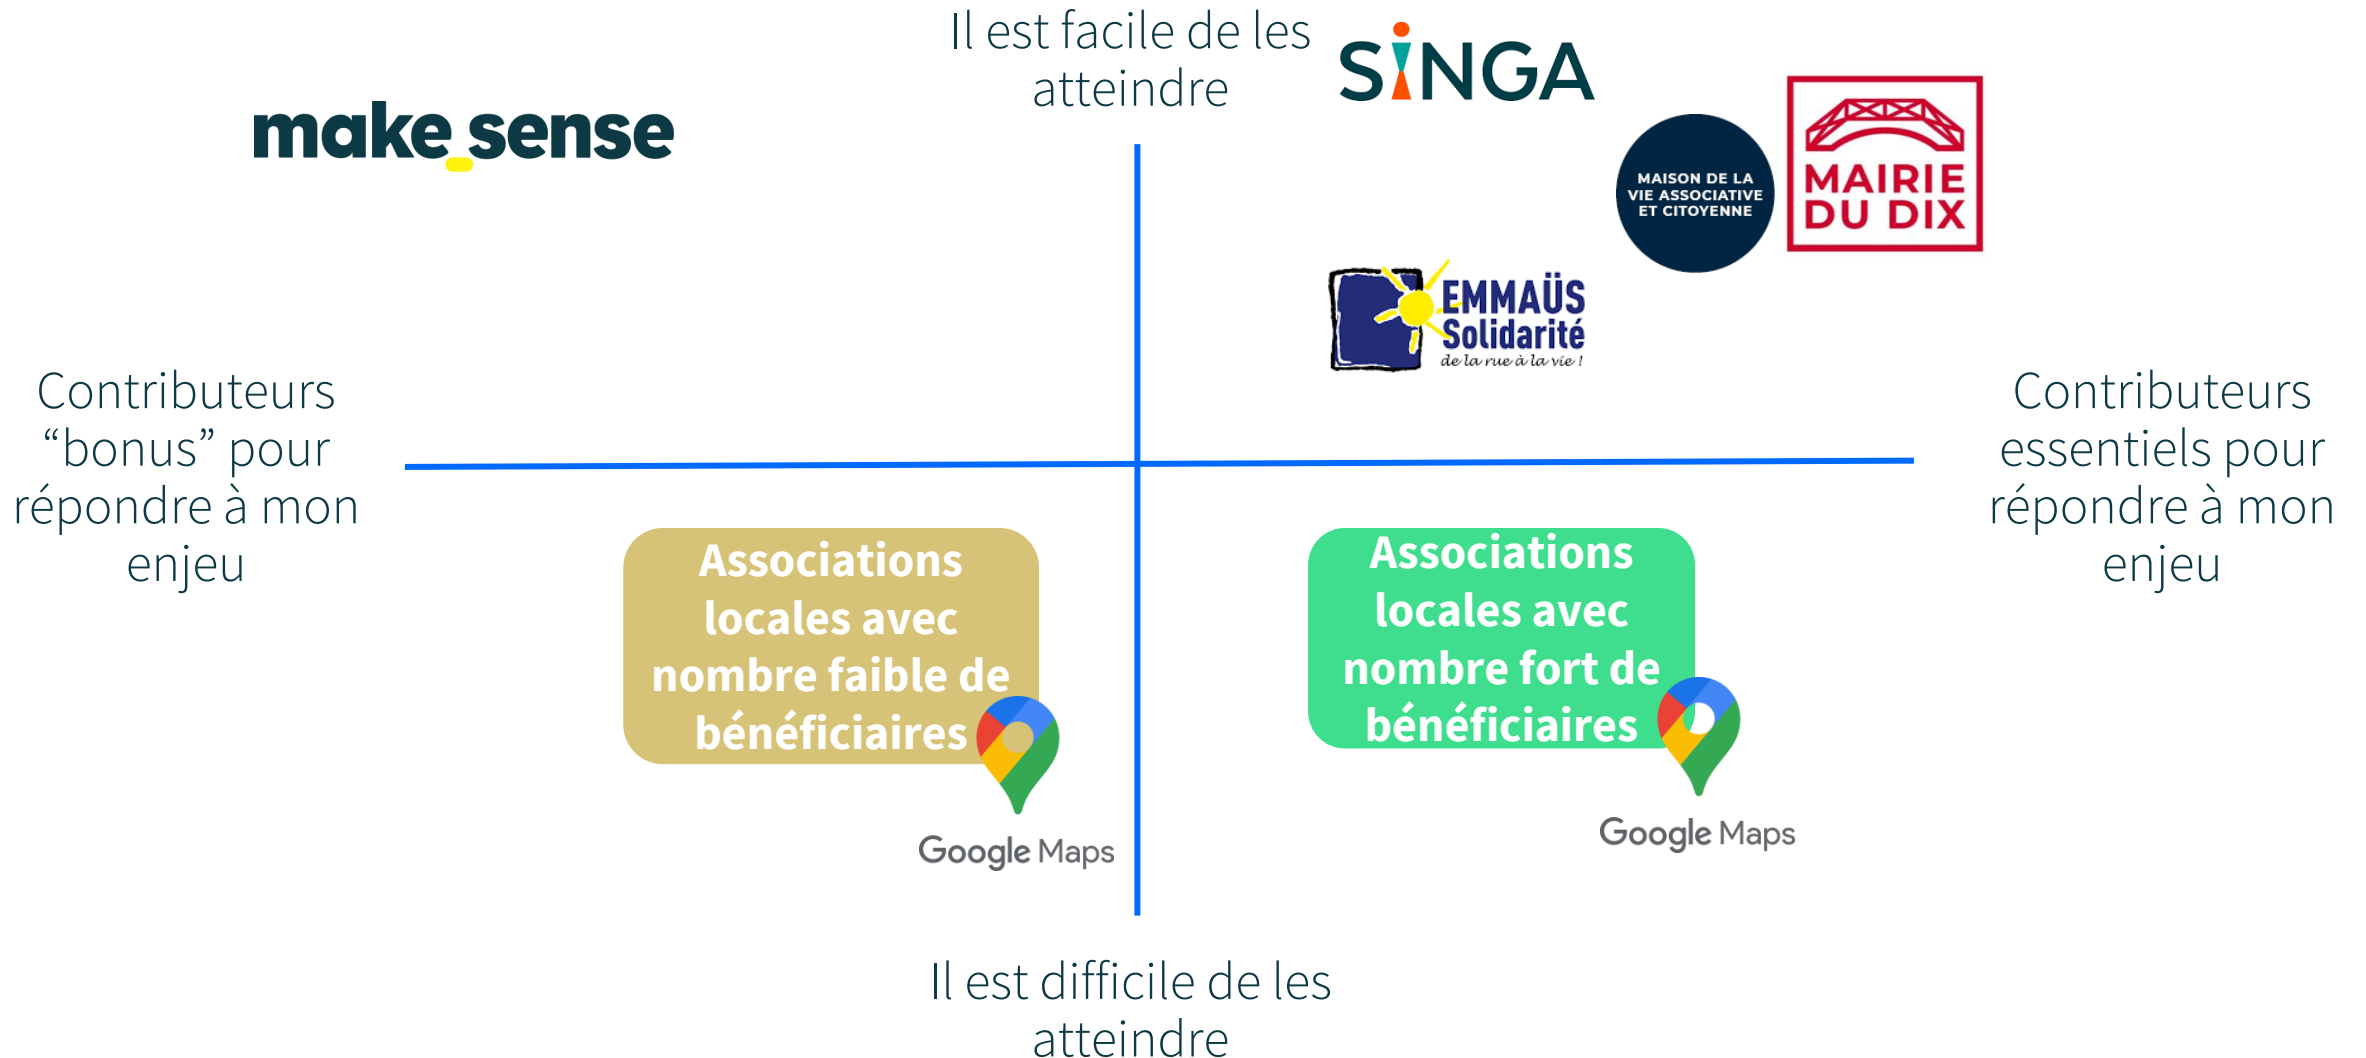 Il est facile de les
atteindre
SiNGA
make_sense
MAISON DE LA
VIE ASSOCIATIVE
ET CITOYENNE
MAIRIE
DU DIX
EMMAÜS
Solidarité
de la rue à la vie !
Contributeurs
“bonus” pour
répondre à mon
enjeu
Contributeurs
essentiels pour
répondre à mon
enjeu
Associations
locales avec
nombre faible de
bénéficiaires
Google Maps
Associations
locales avec
nombre fort de
bénéficiaires
Google Maps
Il est difficile de les
atteindre